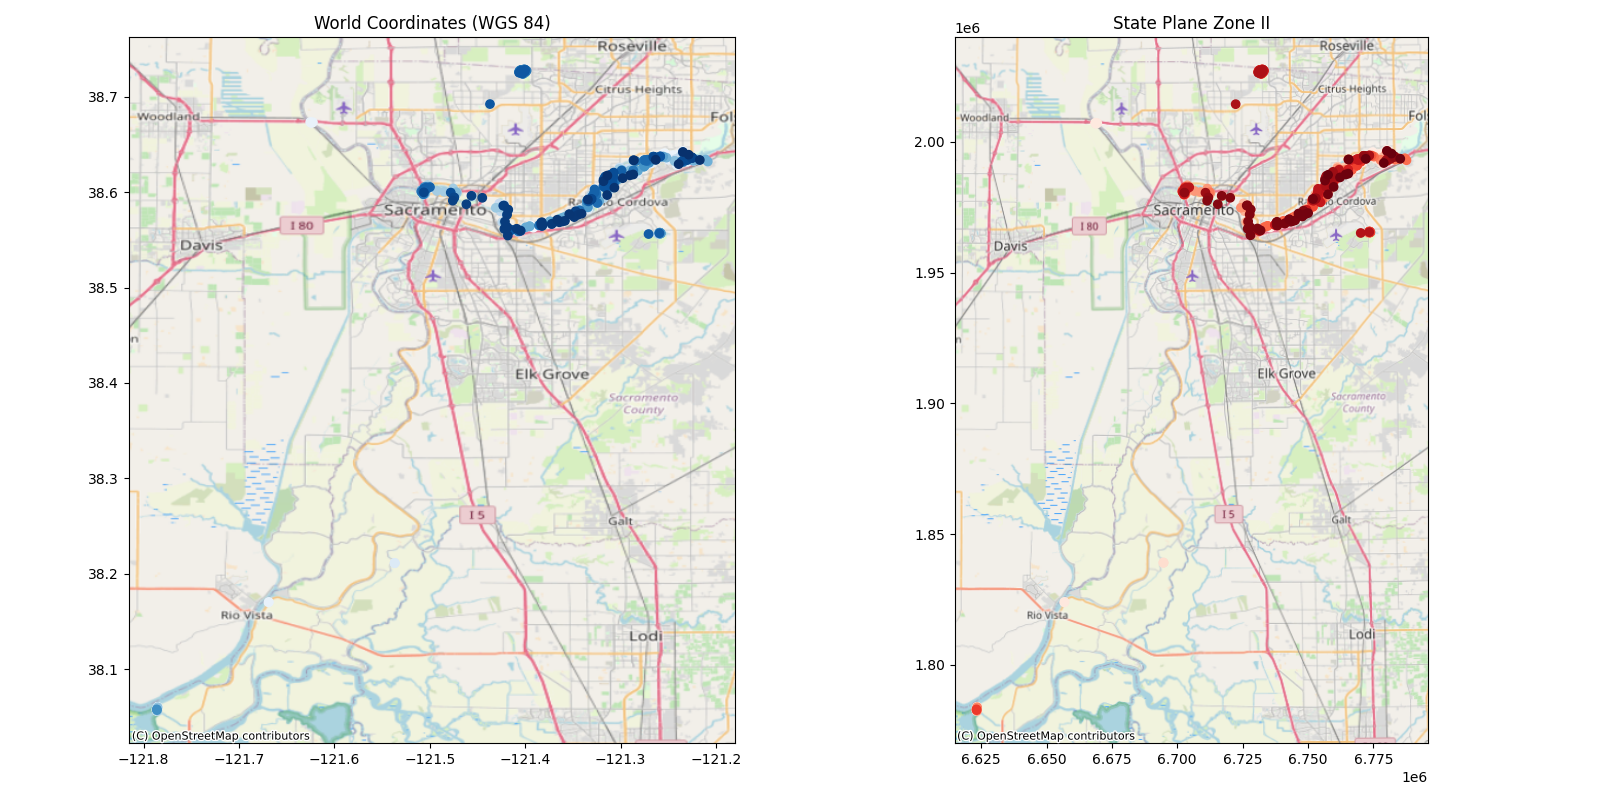 World Coordinates (WGS 84)
Roseville
Citrus Heights
Woodland
Fol
Sacramento
Cordova
I 80
Davis
Elk Grove
Sacramento
County
I 5
Galt
Rio Vista
Lodi
(C) OpenStreetMap contributors
38.7
38.6
38.5
38.4
38.3
38.2
38.1
−121.8
−121.7
−121.6
−121.5
−121.4
−121.3
−121.2
State Plane Zone II
1e6
Roseville
Citrus Heights
Woodland
Fol
Sacramento
Cordova
I 80
Davis
Elk Grove
Sacramento
County
I 5
Galt
Rio Vista
Lodi
(C) OpenStreetMap contributors
2.00
1.95
1.90
1.85
1.80
6.625
6.650
6.675
6.700
6.725
6.750
6.775
1e6